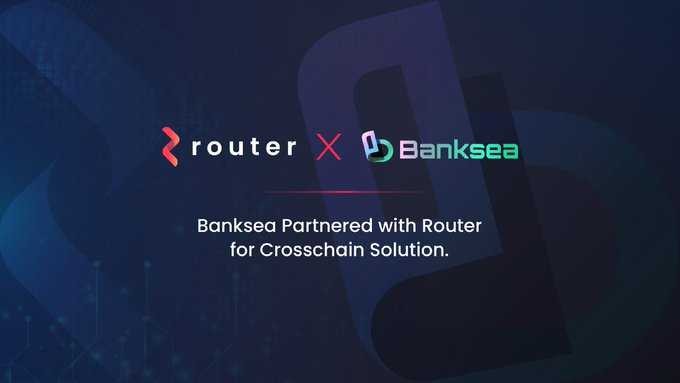 router X Banksea
Banksea Partnered with Router
for Crosschain Solution.